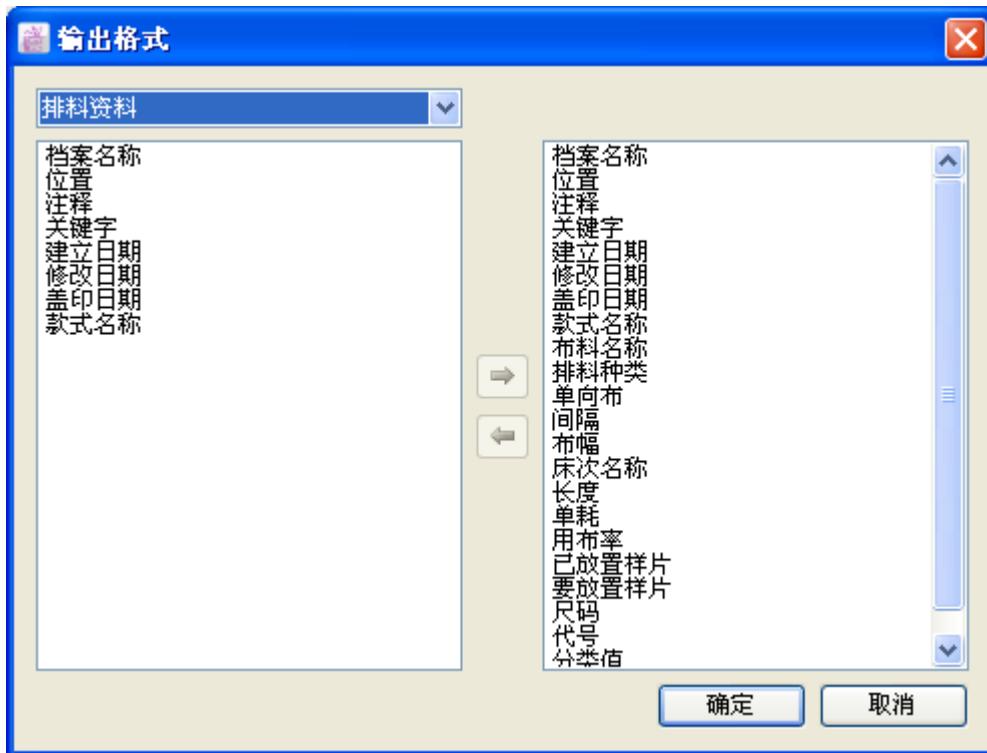 输出格式
排料资料
档案名称
位置
注释
关键字
建立日期
修改日期
盖印日期
款式名称
档案名称
位置
注释
关键字
建立日期
修改日期
盖印日期
款式名称
布料名称
排料种类
单向布
间隔
布幅
床次名称
长度
单耗
用布率
已放置样片
要放置样片
尺码
代号
分类值
确定
取消